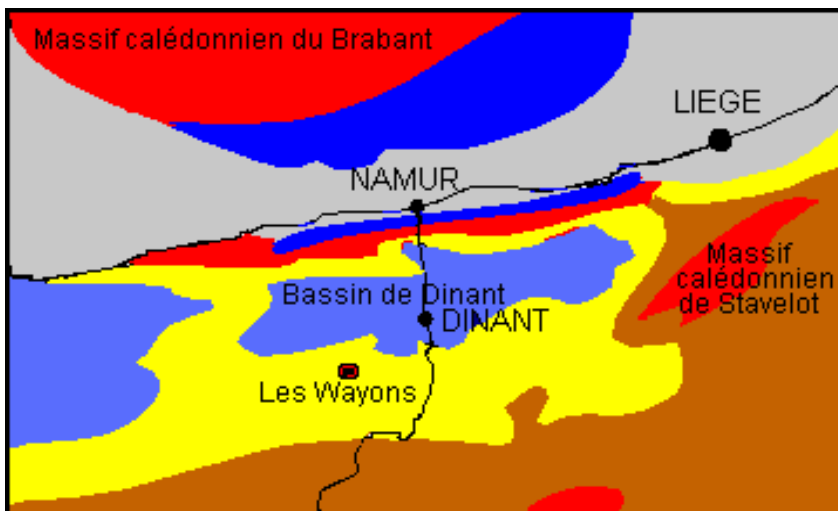 Massif calédonnien du Brabant
LIEGE
NAMUR
Massif
calédonnien
de Stavelot
Bassin de Dinant
DINANT
Les Wayons